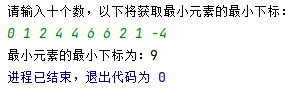 请输入十个数，以下将获取最小元素的最小下标：
0 1 2 4 4 6 6 2 1 -4
最小元素的最小下标为：9
进程已结束，退出代码为 0